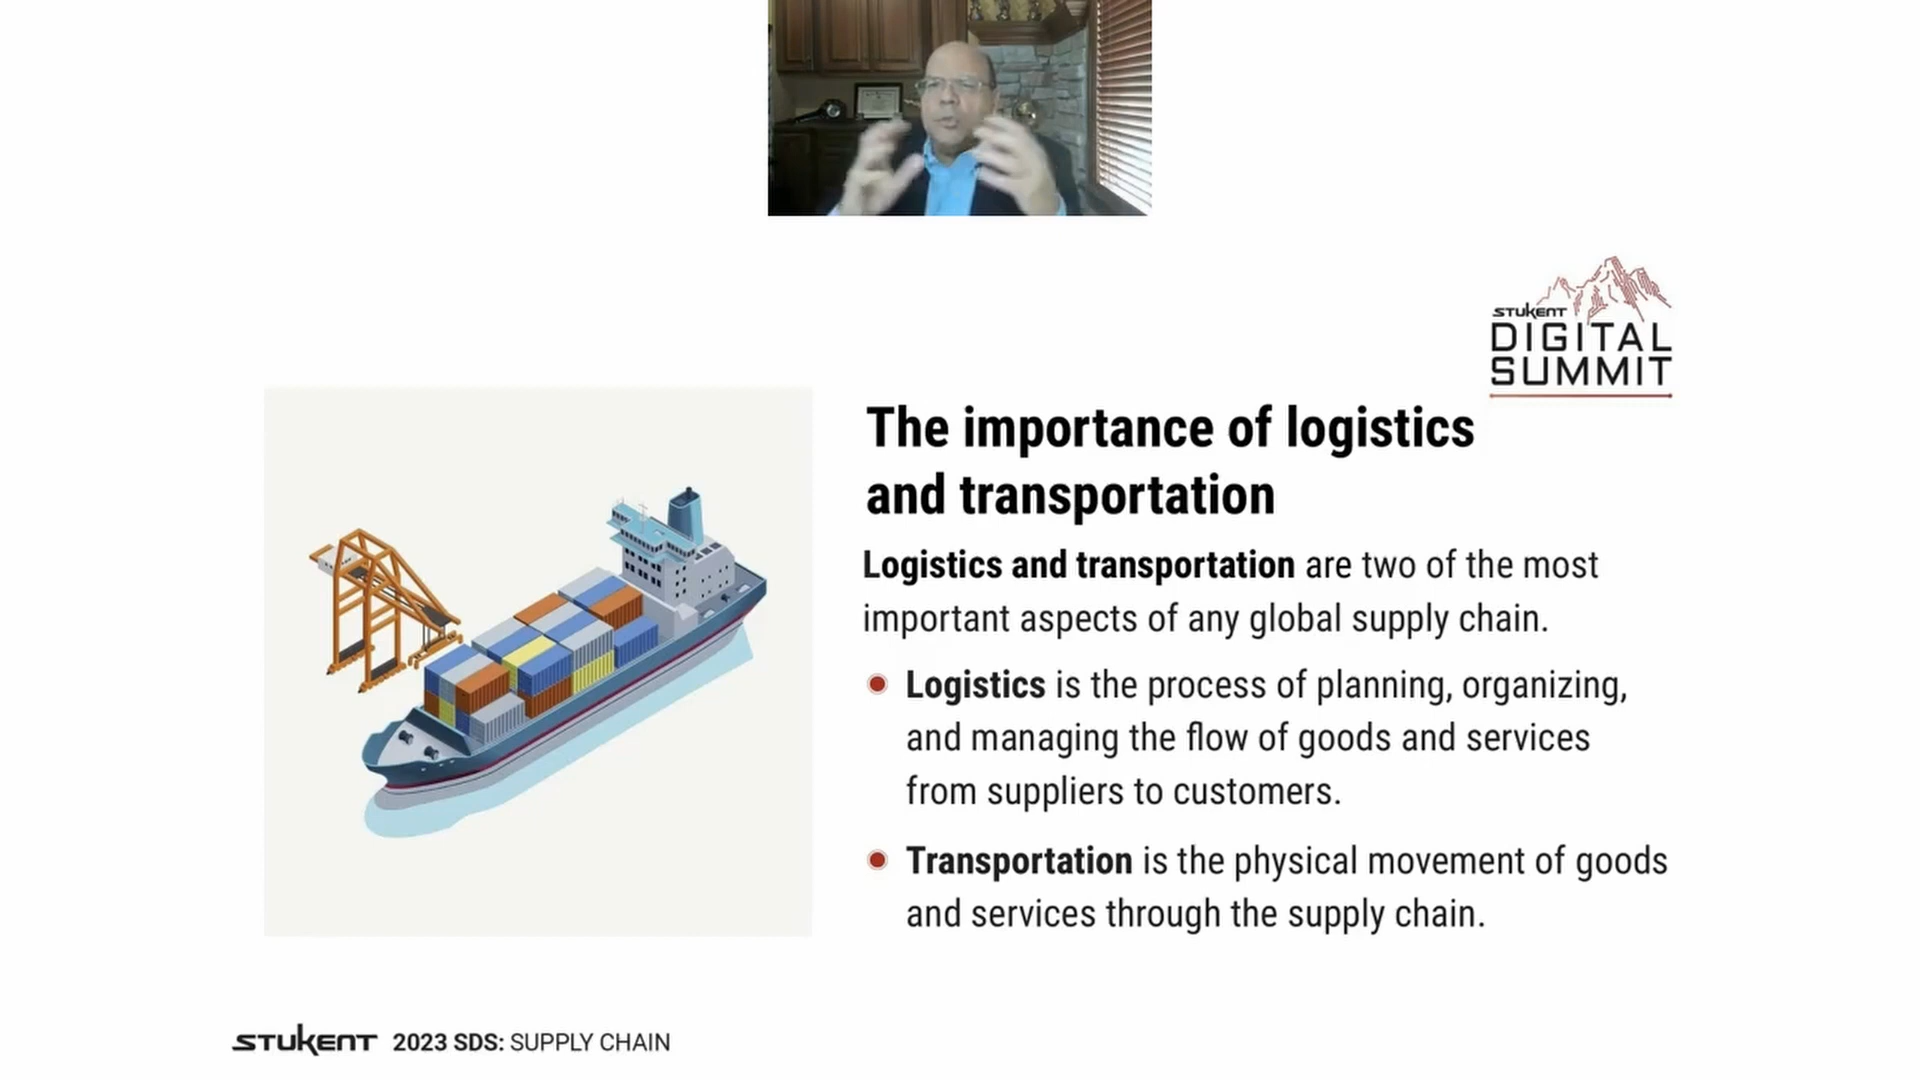 STUKENT
DIGITAL
SUMMIT
The importance of logistics
and transportation
Logistics and transportation are two of the most
important aspects of any global supply chain.
Logistics is the process of planning, organizing,
and managing the flow of goods and services
from suppliers to customers.
Transportation is the physical movement of goods
and services through the supply chain.
STUKENT 2023 SDS: SUPPLY CHAIN